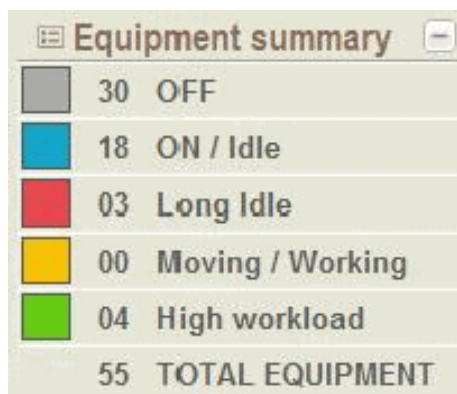 Equipment summary
30 OFF
18 ON / Idle
03 Long Idle
00 Moving / Working
04 High workload
55 TOTAL EQUIPMENT